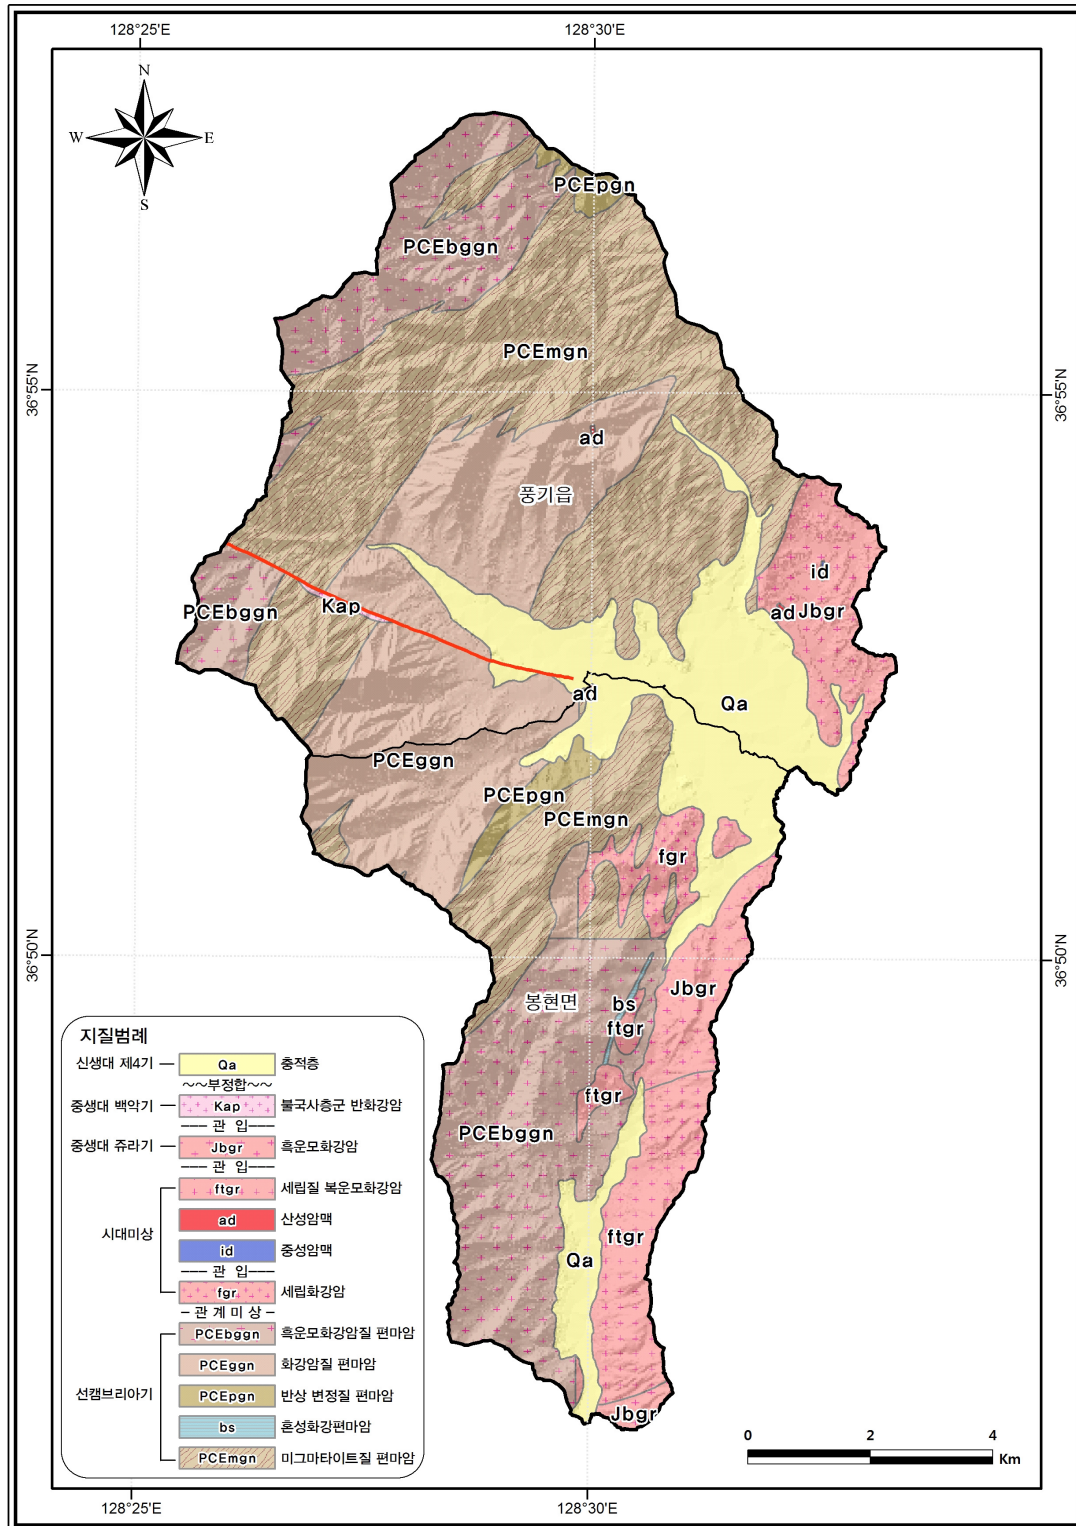 128°25'E
128°30'E
N
W
E
S
PCEpgn
PCEbggn
PCEmgn
36°55'N
36°55'N
ad
풍기읍
id
Kap
PCEbggn
ad
Jbgr
ad
Qa
PCEggn
PCEpgn
PCEmgn
fgr
36°50'N
36°50'N
Jbgr
봉현면
bs
ftgr
ftgr
PCEbggn
ftgr
Qa
Jbgr
지질범례
신생대 제4기 Qa 충적층
~~부정합~~
중생대 백악기 Kap 불국사층군 반화강암
--- 관 입 ---
중생대 쥬라기 Jbgr 흑운모화강암
--- 관 입 ---
ftgr 세립질 복운모화강암
시대미상 ad 산성암맥
id 중성암맥
--- 관 입 ---
fgr 세립화강암
- 관 계 미 상 -
PCEbggn 흑운모화강암질 편마암
PCEggn 화강암질 편마암
선캠브리아기 PCEpgn 반상 변정질 편마암
bs 혼성화강편마암
PCEmgn 미그마타이트질 편마암
0 2 4
Km
128°25'E
128°30'E